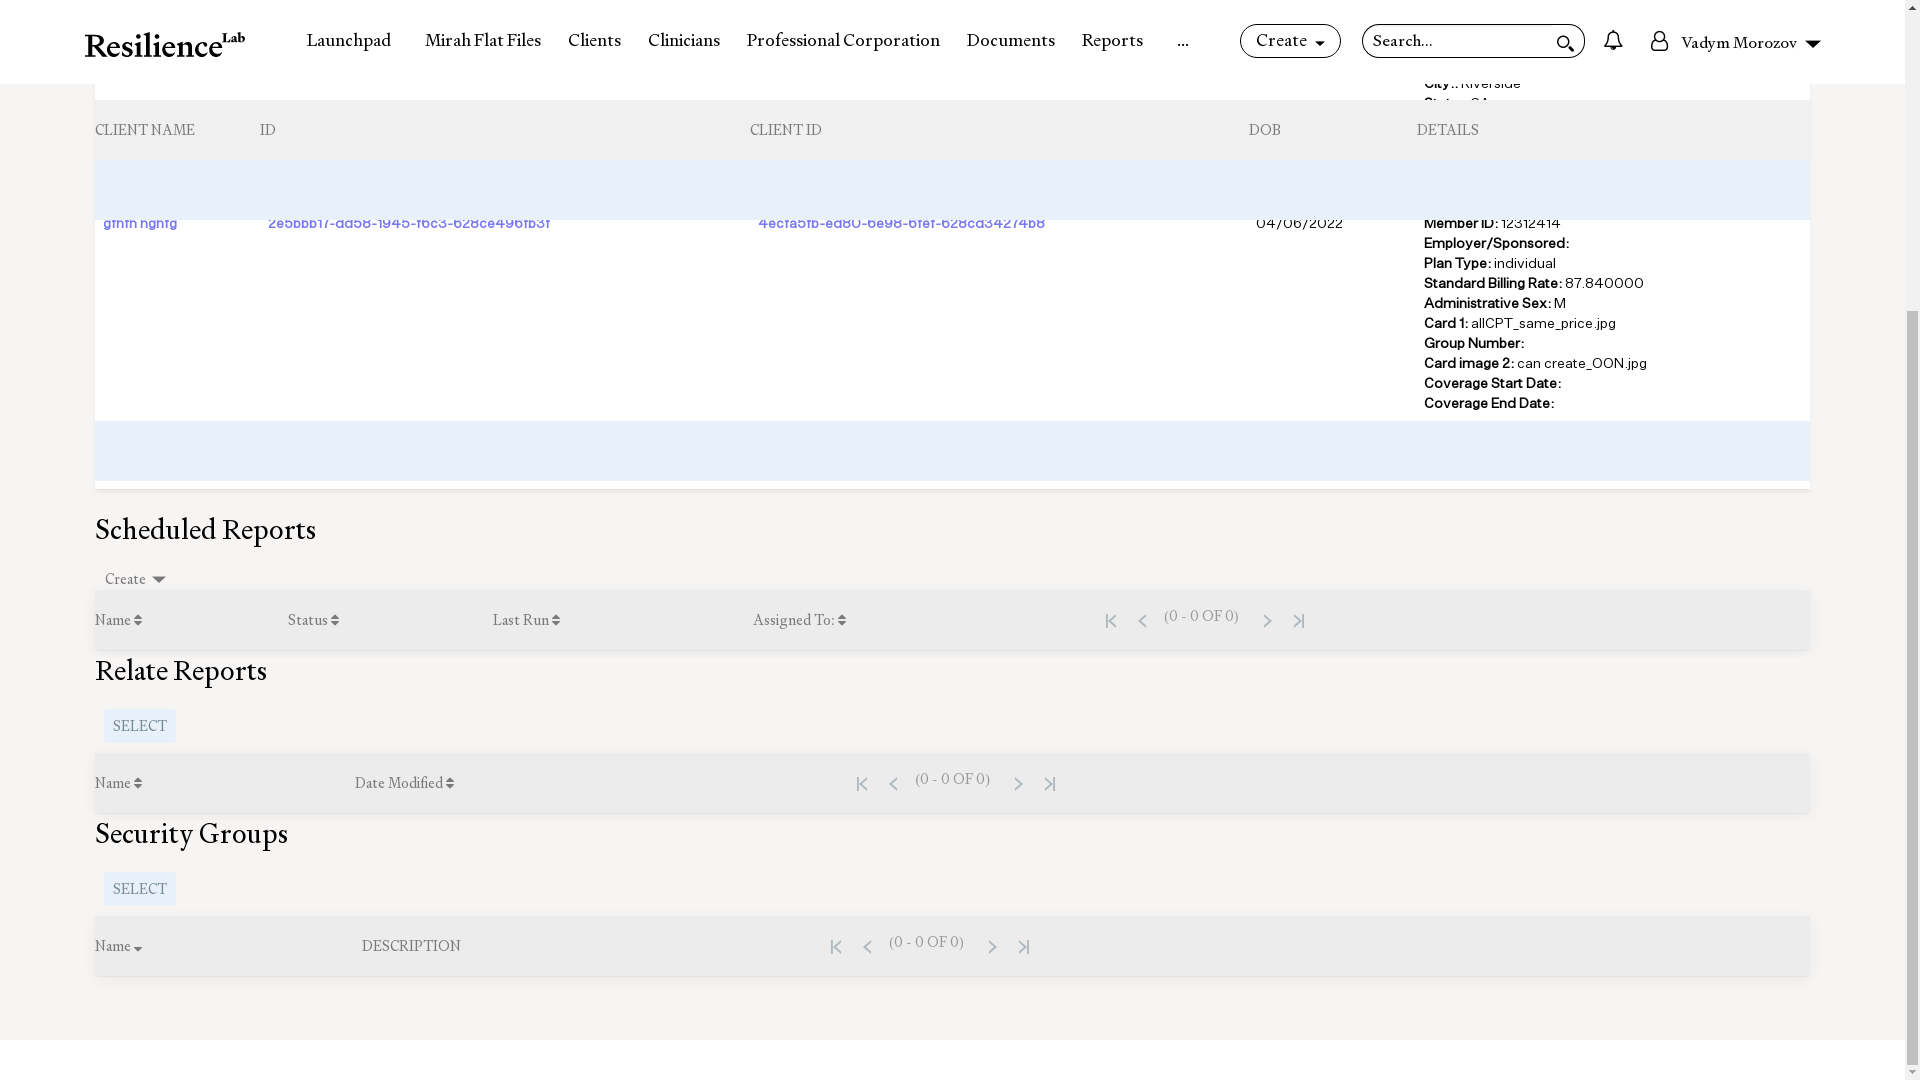 ResilienceLab Launchpad Mirah Flat Files Clients Clinicians Professional Corporation Documents Reports ... Create Search... Vadym Morozov
City:: Riverside
CLIENT NAME ID CLIENT ID DOB DETAILS
gfhfh hghfg 2e5bbb17-dd58-1945-f6c3-628ce496fb3f 4ecfa5fb-ed80-6e98-6fef-628cd34274b8 04/06/2022 Member ID: 12312414
Employer/Sponsored:
Plan Type: individual
Standard Billing Rate: 87.840000
Administrative Sex: M
Card 1: allCPT_same_price.jpg
Group Number:
Card image 2: can create_OON.jpg
Coverage Start Date:
Coverage End Date:
Scheduled Reports
Create
Name Status Last Run Assigned To: (0 - 0 OF 0)
Relate Reports
SELECT
Name Date Modified (0 - 0 OF 0)
Security Groups
SELECT
Name DESCRIPTION (0 - 0 OF 0)